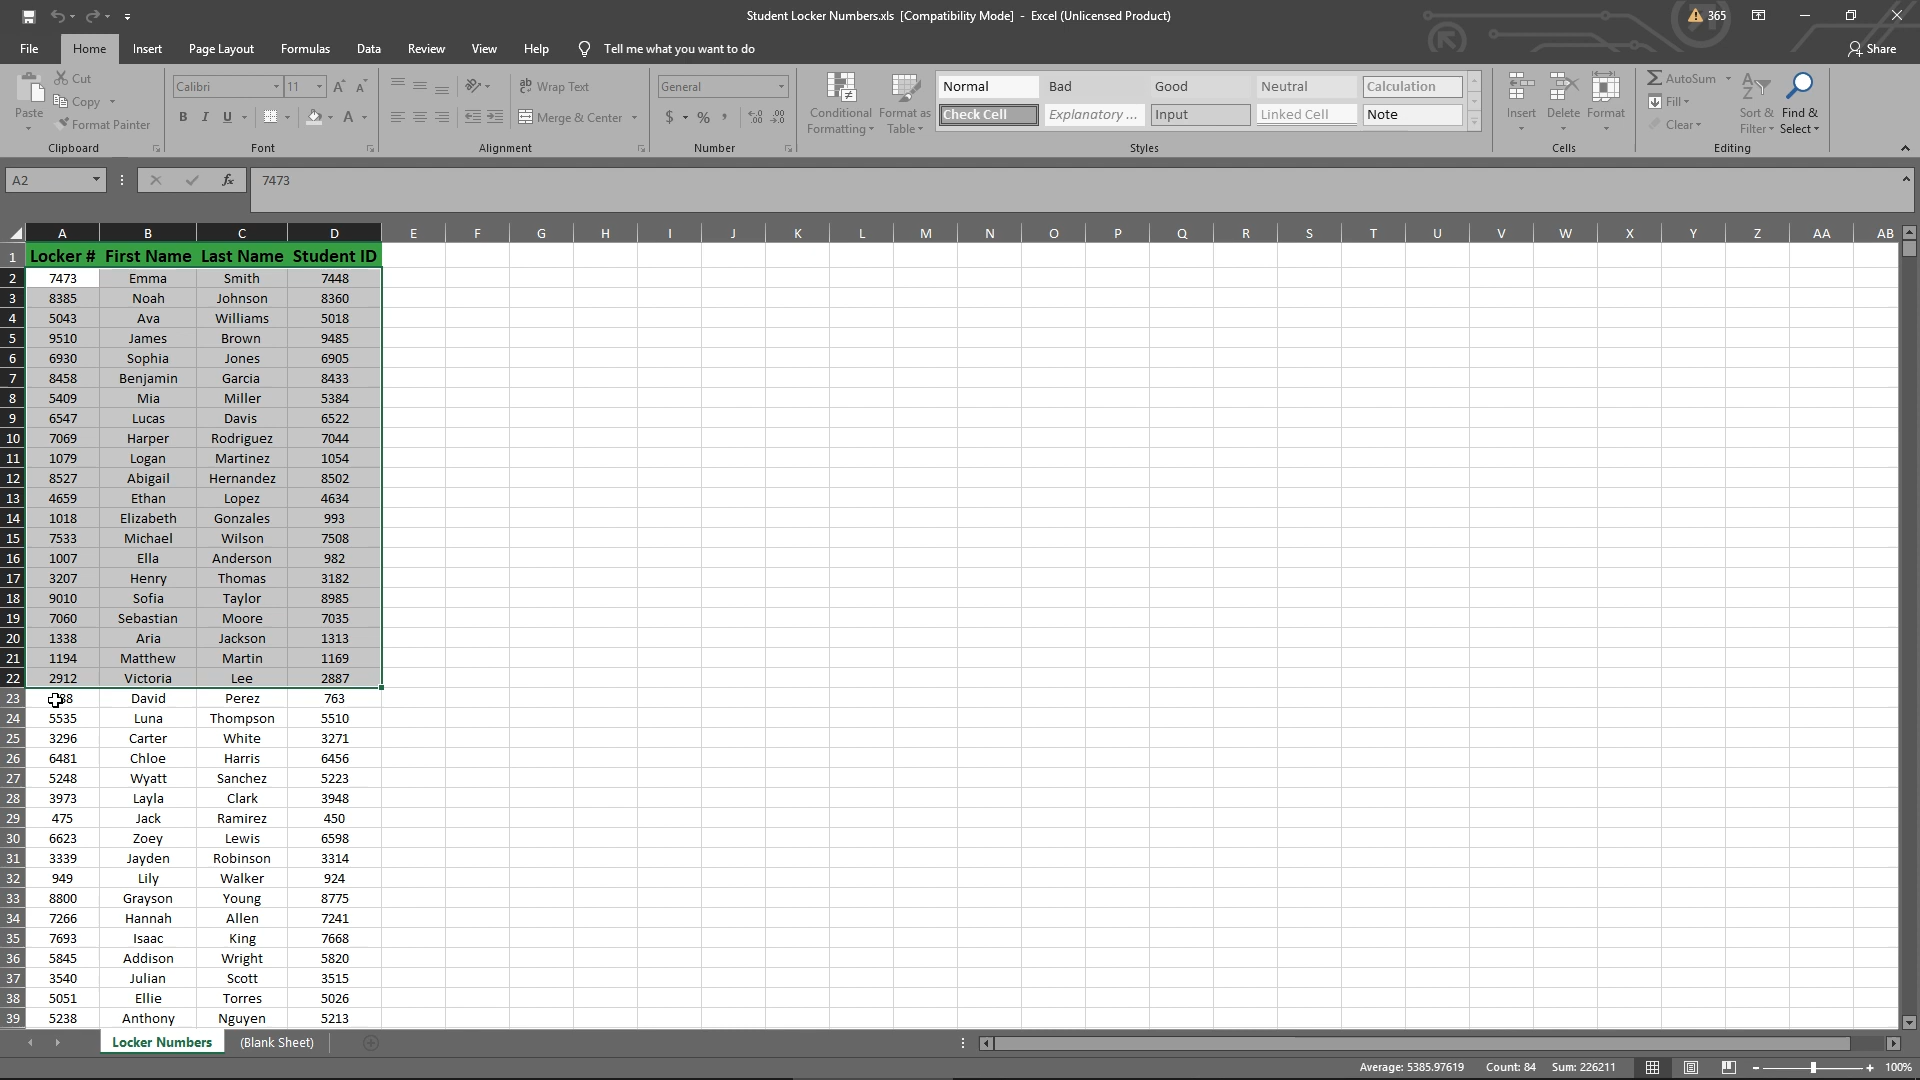 Student Locker Numbers.xls [Compatibility Mode] - Excel (Unlicensed Product)
365
File Home Insert Page Layout Formulas Data Review View Help Tell me what you want to do
Share
Paste
Cut
Copy
Format Painter
Clipboard
Calibri 11
B I U
Font
Wrap Text
Merge & Center
Alignment
General
$ % ,
Number
Conditional Formatting
Format as Table
Normal Bad Good Neutral Calculation
Check Cell Explanatory ... Input Linked Cell Note
Styles
Insert Delete Format
Cells
AutoSum
Fill
Clear
Sort & Filter
Find & Select
Editing
A2 fx 7473
A B C D E F G H I J K L M N O P Q R S T U V W X Y Z AA AB
1 Locker # First Name Last Name Student ID
2 7473 Emma Smith 7448
3 8385 Noah Johnson 8360
4 5043 Ava Williams 5018
5 9510 James Brown 9485
6 6930 Sophia Jones 6905
7 8458 Benjamin Garcia 8433
8 5409 Mia Miller 5384
9 6547 Lucas Davis 6522
10 7069 Harper Rodriguez 7044
11 1079 Logan Martinez 1054
12 8527 Abigail Hernandez 8502
13 4659 Ethan Lopez 4634
14 1018 Elizabeth Gonzales 993
15 7533 Michael Wilson 7508
16 1007 Ella Anderson 982
17 3207 Henry Thomas 3182
18 9010 Sofia Taylor 8985
19 7060 Sebastian Moore 7035
20 1338 Aria Jackson 1313
21 1194 Matthew Martin 1169
22 2912 Victoria Lee 2887
23 David Perez 763
24 5535 Luna Thompson 5510
25 3296 Carter White 3271
26 6481 Chloe Harris 6456
27 5248 Wyatt Sanchez 5223
28 3973 Layla Clark 3948
29 475 Jack Ramirez 450
30 6623 Zoey Lewis 6598
31 3339 Jayden Robinson 3314
32 949 Lily Walker 924
33 8800 Grayson Young 8775
34 7266 Hannah Allen 7241
35 7693 Isaac King 7668
36 5845 Addison Wright 5820
37 3540 Julian Scott 3515
38 5051 Ellie Torres 5026
39 5238 Anthony Nguyen 5213
Locker Numbers (Blank Sheet)
Average: 5385.97619 Count: 84 Sum: 226211 100%